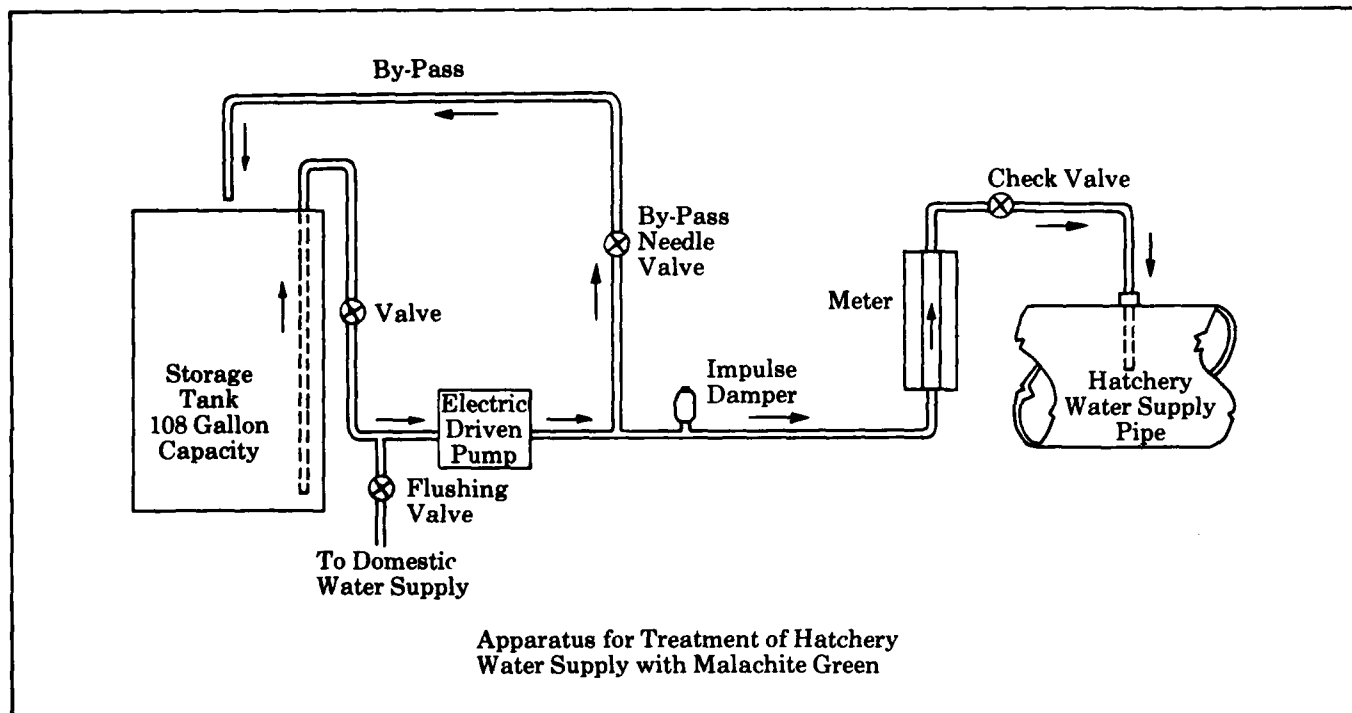 By-Pass
Check Valve
By-Pass
Needle
Valve
Valve
Meter
Storage
Tank
108 Gallon
Capacity
Impulse
Damper
Electric
Driven
Pump
Hatchery
Water Supply
Pipe
Flushing
Valve
To Domestic
Water Supply
Apparatus for Treatment of Hatchery
Water Supply with Malachite Green